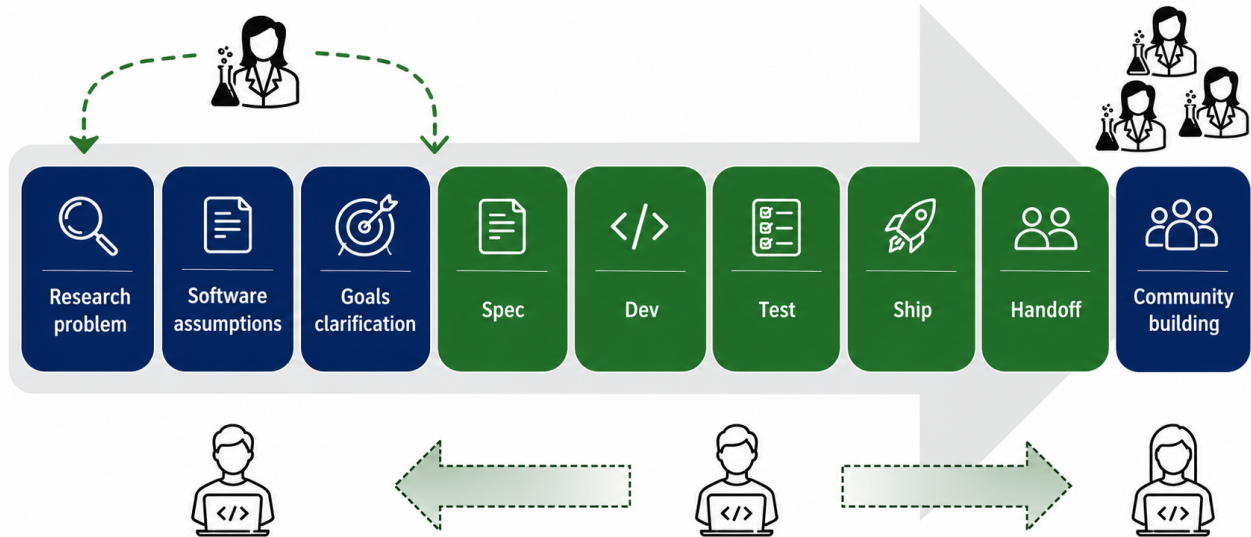 Research
problem
Software
assumptions
Goals
clarification
</>
Spec
Dev
Test
Ship
Handoff
Community
building
</>
</>
</>